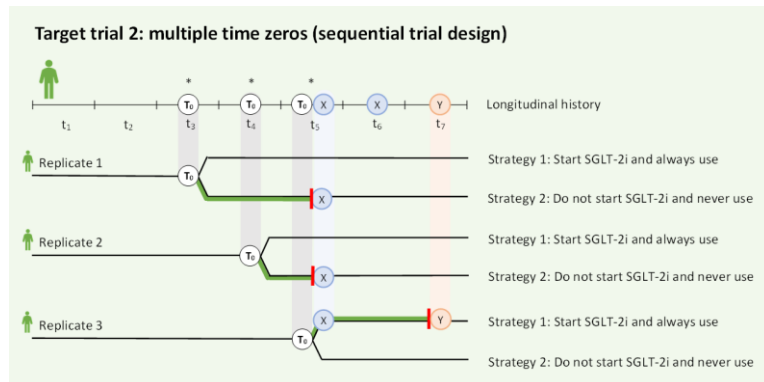 Target trial 2: multiple time zeros (sequential trial design)
* * *
T₀ T₀ T₀ X X Y Longitudinal history
t₁ t₂ t₃ t₄ t₅ t₆ t₇
Strategy 1: Start SGLT-2i and always use
Replicate 1
T₀
X Strategy 2: Do not start SGLT-2i and never use
Strategy 1: Start SGLT-2i and always use
Replicate 2
T₀
X Strategy 2: Do not start SGLT-2i and never use
X Y Strategy 1: Start SGLT-2i and always use
Replicate 3
T₀
Strategy 2: Do not start SGLT-2i and never use